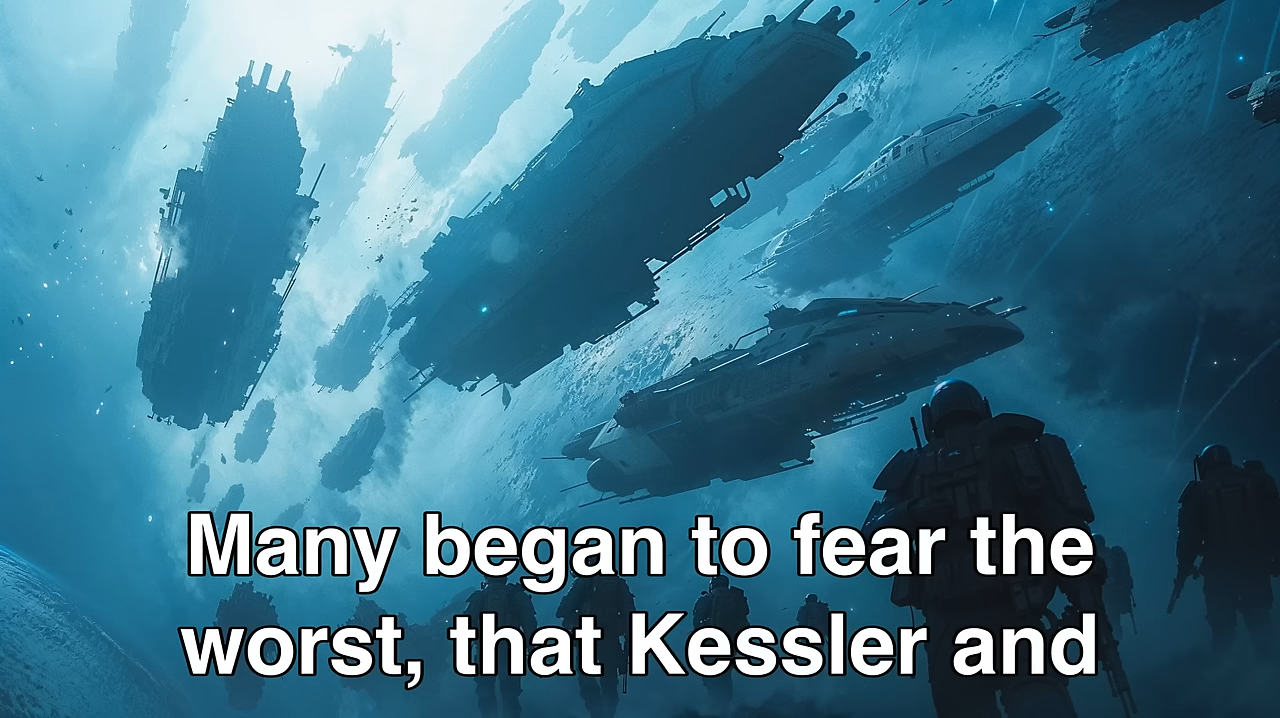 Many began to fear the
worst, that Kessler and